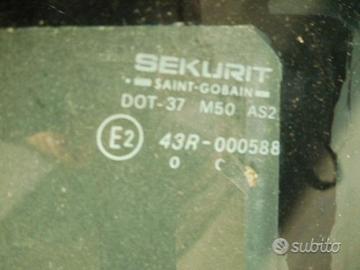 SEKURIT
SAINT-GOBAIN
DOT-37 M50 AS2
E2 43R-000588
o c
subito